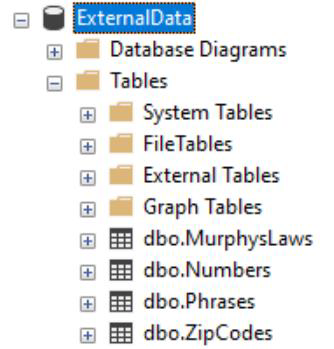 ExternalData
Database Diagrams
Tables
System Tables
FileTables
External Tables
Graph Tables
dbo.MurphysLaws
dbo.Numbers
dbo.Phrases
dbo.ZipCodes